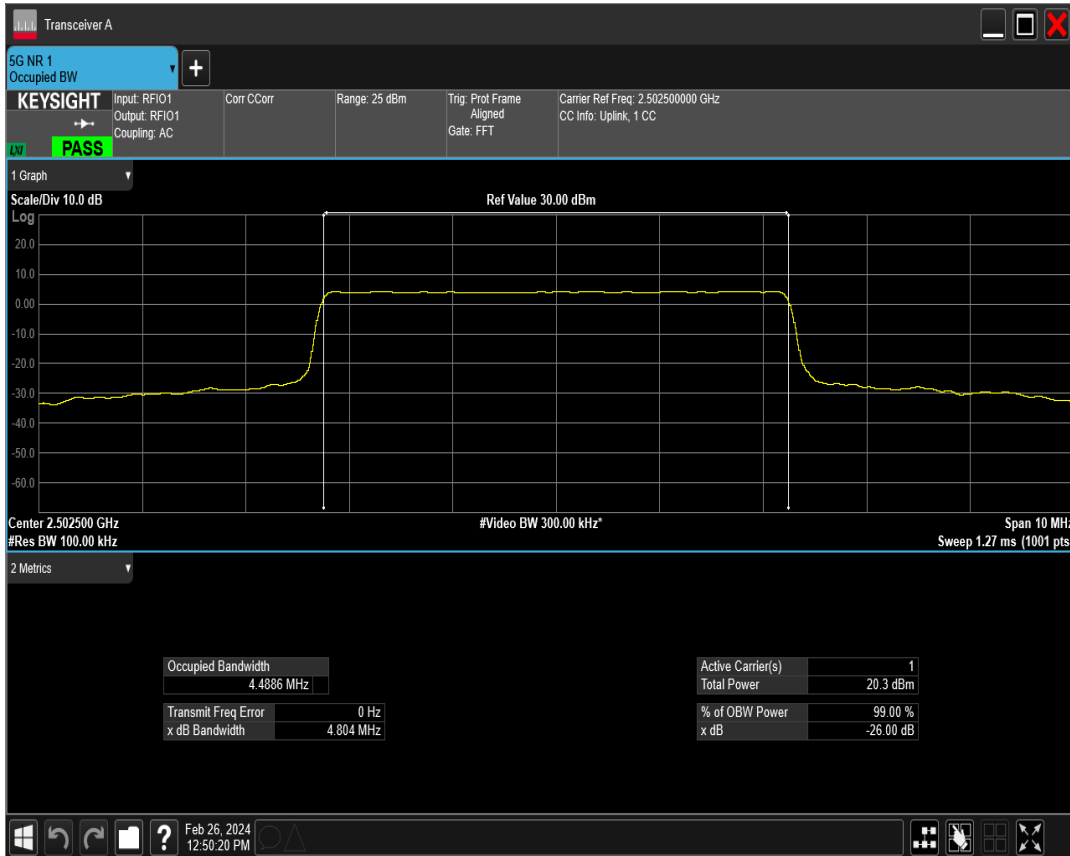 Transceiver A
5G NR 1
Occupied BW
KEYSIGHT
LXI
PASS
Input: RFIO1
Output: RFIO1
Coupling: AC
Corr CCorr
Range: 25 dBm
Trig: Prot Frame
Aligned
Gate: FFT
Carrier Ref Freq: 2.502500000 GHz
CC Info: Uplink, 1 CC
1 Graph
Scale/Div 10.0 dB
Ref Value 30.00 dBm
Log
20.0
10.0
0.00
-10.0
-20.0
-30.0
-40.0
-50.0
-60.0
Center 2.502500 GHz
#Video BW 300.00 kHz*
Span 10 MHz
#Res BW 100.00 kHz
Sweep 1.27 ms (1001 pts
2 Metrics
Occupied Bandwidth
4.4886 MHz
Transmit Freq Error 0 Hz
x dB Bandwidth 4.804 MHz
Active Carrier(s) 1
Total Power 20.3 dBm
% of OBW Power 99.00 %
x dB -26.00 dB
?
Feb 26, 2024
12:50:20 PM